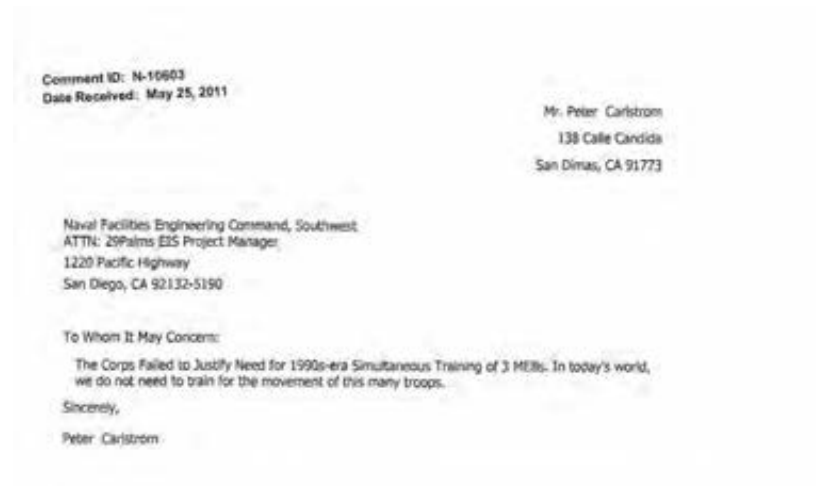 Comment ID: N-10603
Date Received: May 25, 2011
Mr. Peter Carlstrom
138 Calle Candida
San Dimas, CA 91773
Naval Facilities Engineering Command, Southwest
ATTN: 29Palms EIS Project Manager
1220 Pacific Highway
San Diego, CA 92132-5190
To Whom It May Concern:
The Corps Failed to Justify Need for 1990s-era Simultaneous Training of 3 MEBs. In today's world,
we do not need to train for the movement of this many troops.
Sincerely,
Peter Carlstrom